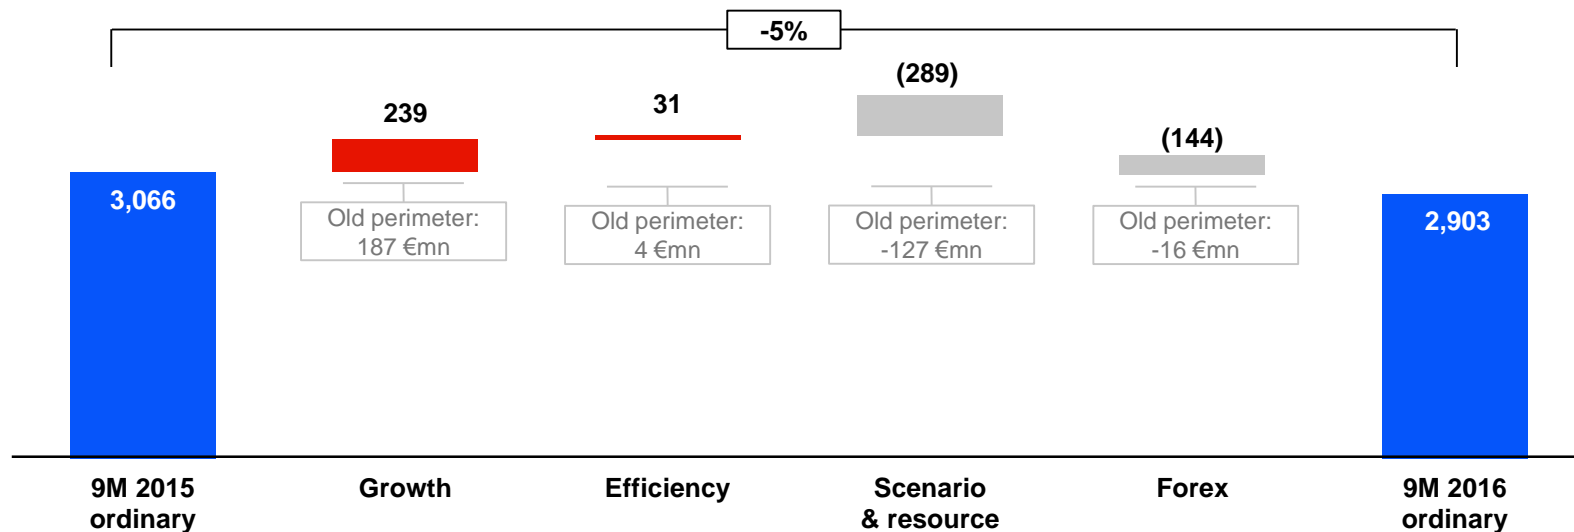 -5%
(289)
239
31
(144)
3,066
2,903
Old perimeter:
187 €mn
Old perimeter:
4 €mn
Old perimeter:
-127 €mn
Old perimeter:
-16 €mn
9M 2015
ordinary
Growth
Efficiency
Scenario
& resource
Forex
9M 2016
ordinary